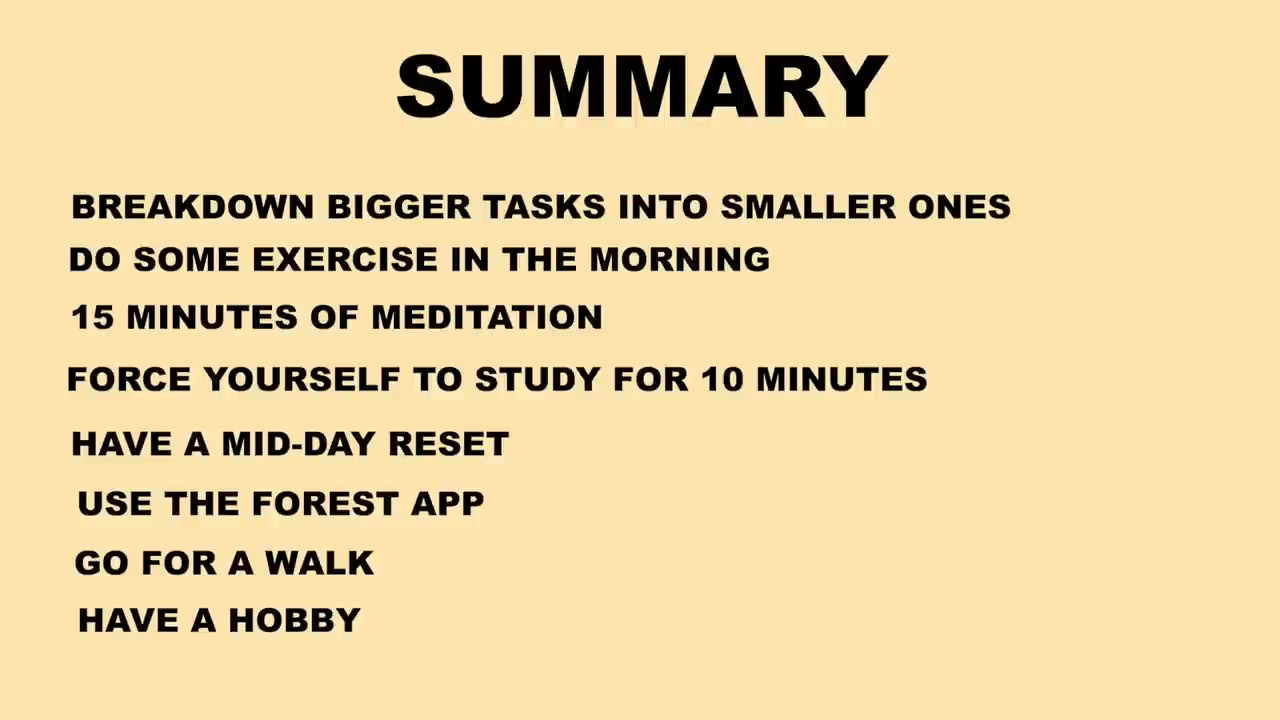 SUMMARY
BREAKDOWN BIGGER TASKS INTO SMALLER ONES
DO SOME EXERCISE IN THE MORNING
15 MINUTES OF MEDITATION
FORCE YOURSELF TO STUDY FOR 10 MINUTES
HAVE A MID-DAY RESET
USE THE FOREST APP
GO FOR A WALK
HAVE A HOBBY